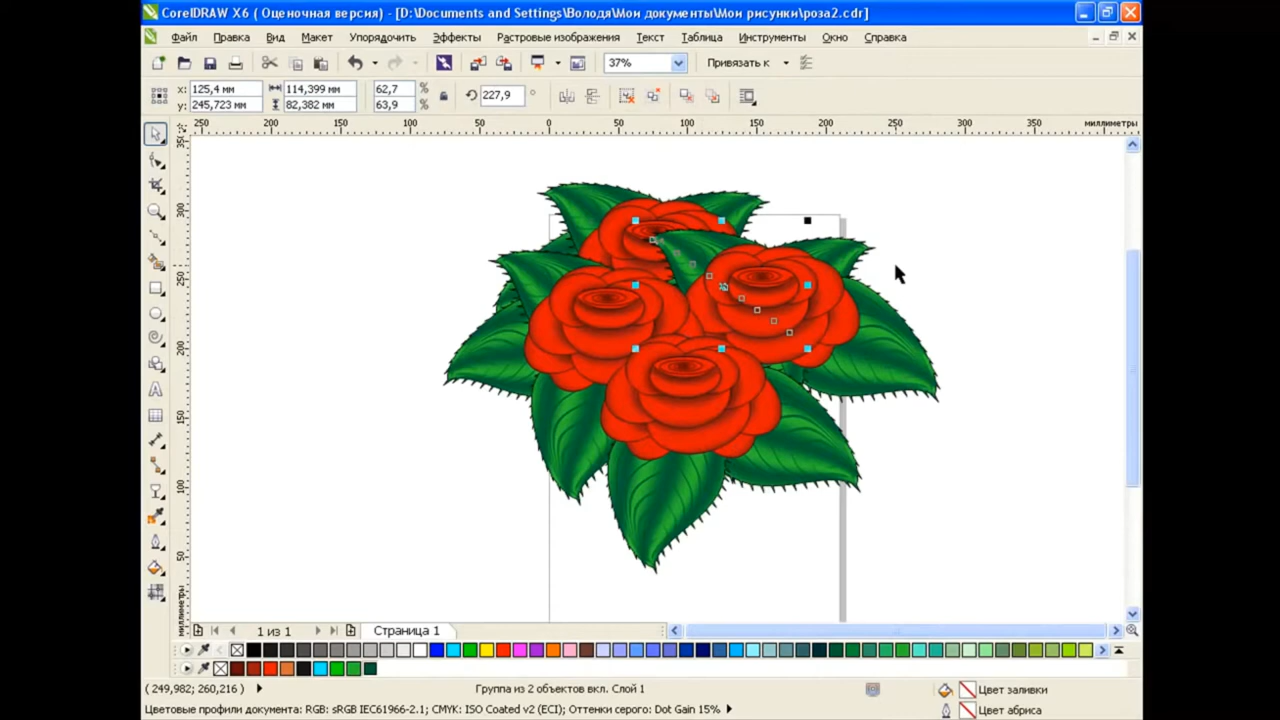 CorelDRAW X6 ( Оценочная версия) - [D:\Documents and Settings\Володя\Мои документы\Мои рисунки\роза2.cdr]
Файл Правка Вид Макет Упорядочить Эффекты Растровые изображения Текст Таблица Инструменты Окно Справка
37% Привязать к
x: 125,4 мм 114,399 мм 62,7 % 227,9 °
y: 245,723 мм 82,382 мм 63,9 %
250 200 150 100 50 0 50 100 150 200 250 300 350 миллиметры
350
300
250
200
150
100
50
миллиметры
1 из 1 Страница 1
( 249,982; 260,216 ) Группа из 2 объектов вкл. Слой 1 Цвет заливки
Цветовые профили документа: RGB: sRGB IEC61966-2.1; CMYK: ISO Coated v2 (ECI); Оттенки серого: Dot Gain 15% Цвет абриса